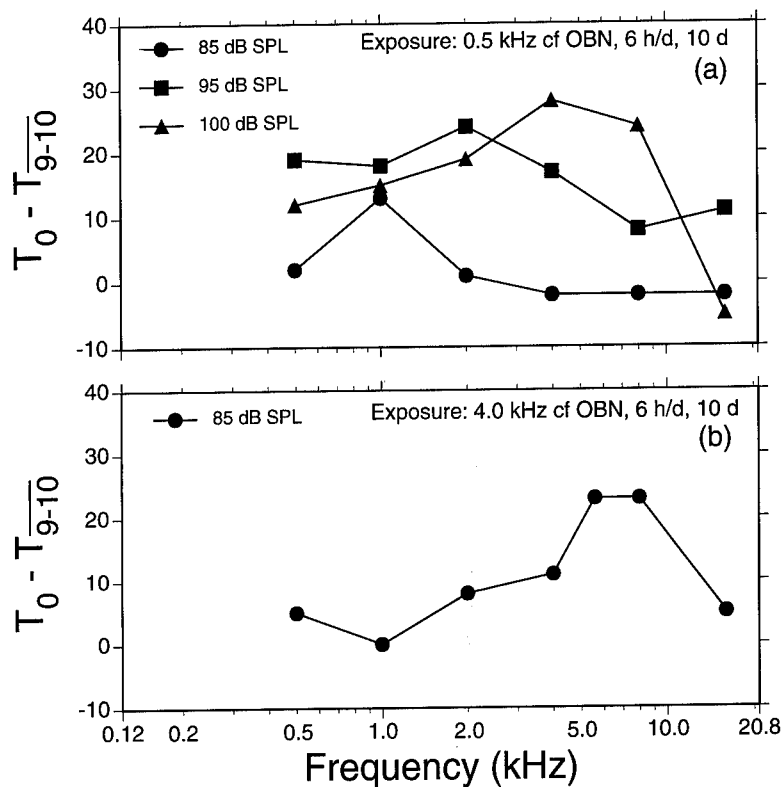 40
30
20
10
0
-10
T0 - T9-10
85 dB SPL
95 dB SPL
100 dB SPL
Exposure: 0.5 kHz cf OBN, 6 h/d, 10 d
(a)
40
30
20
10
0
-10
T0 - T9-10
85 dB SPL
Exposure: 4.0 kHz cf OBN, 6 h/d, 10 d
(b)
0.12 0.2 0.5 1.0 2.0 5.0 10.0 20.8
Frequency (kHz)